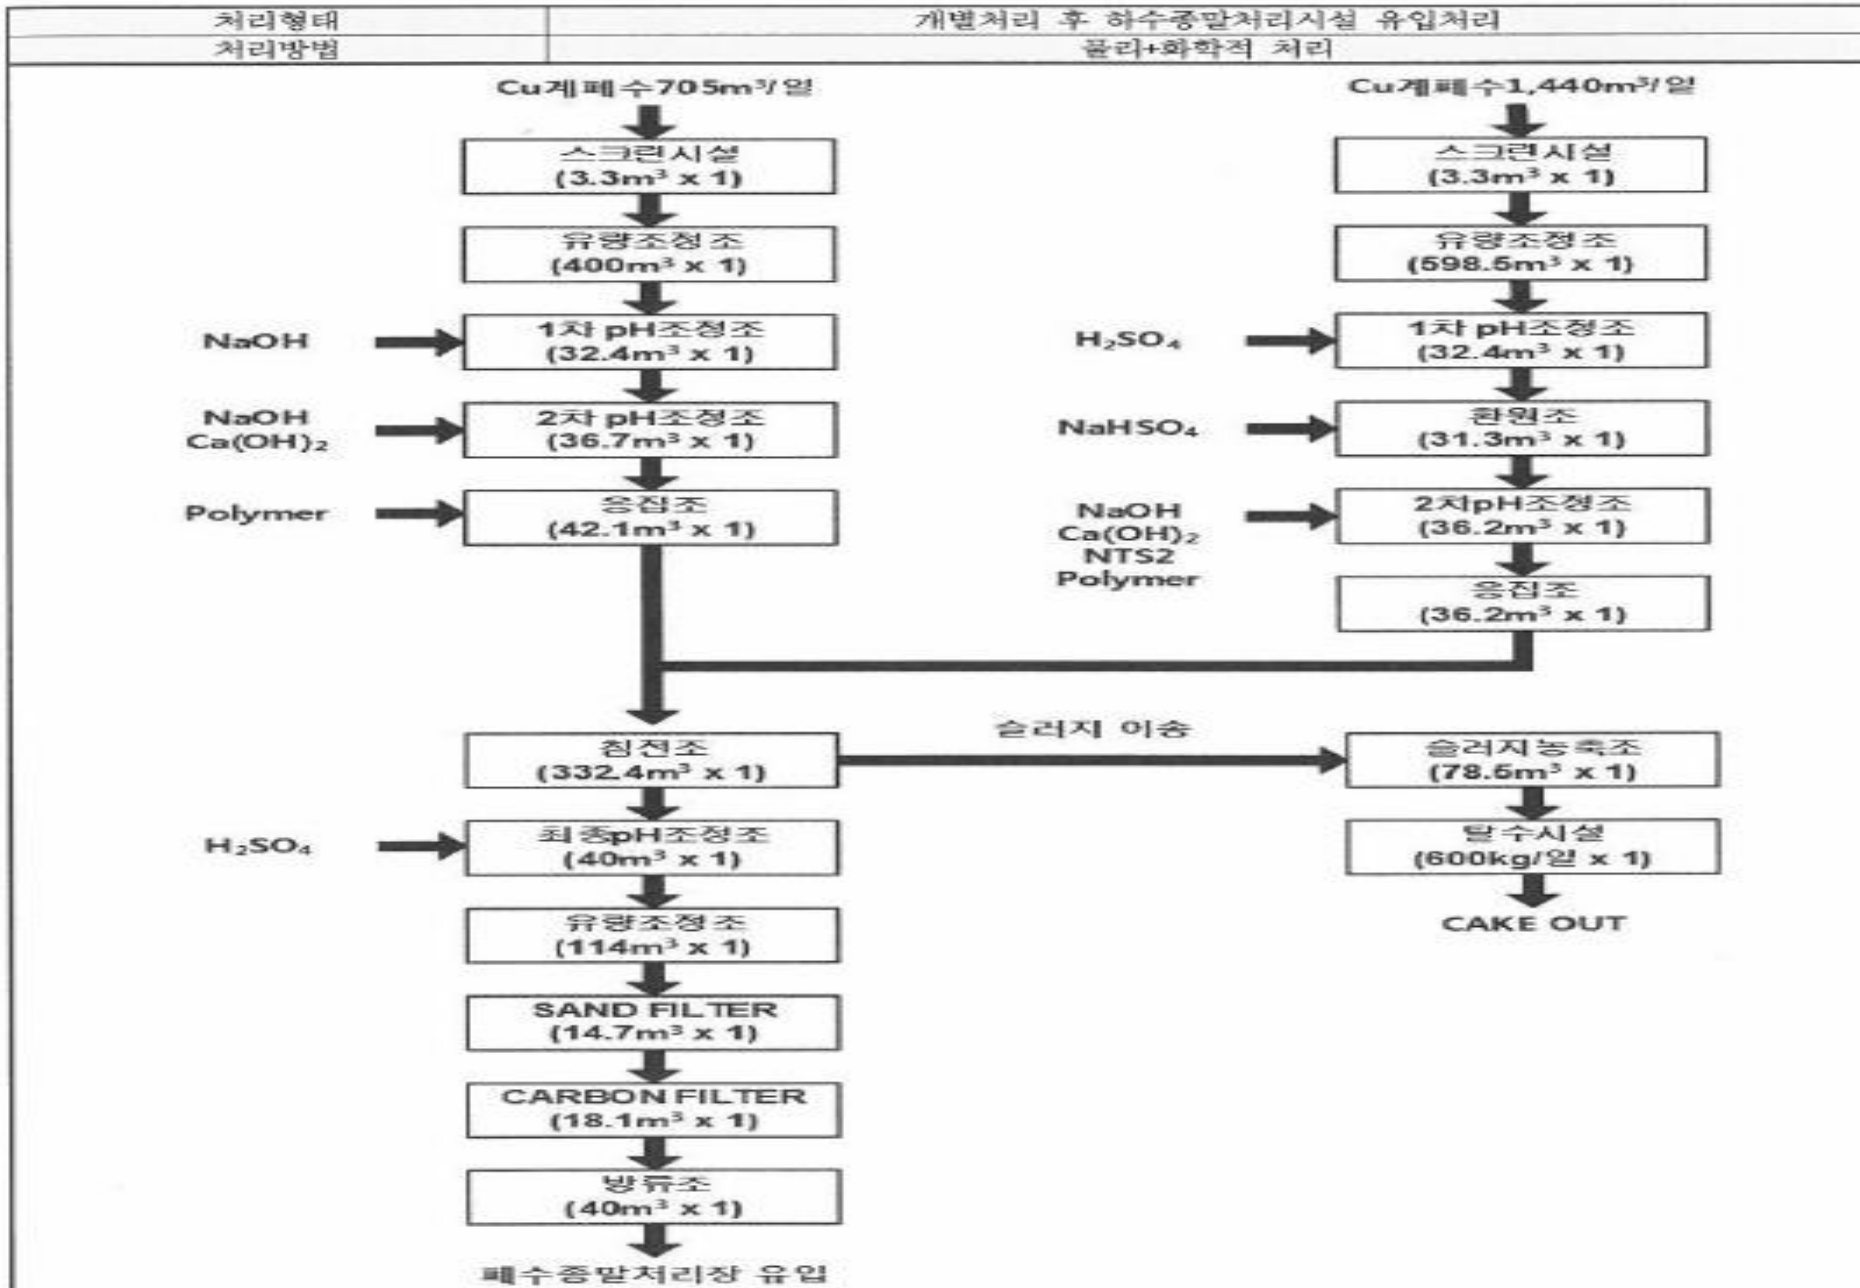 처리형태 개별처리 후 하수종말처리시설 유입처리
처리방법 물리+화학적 처리
Cu계폐수705m³/일
스크린시설
(3.3m³ x 1)
유량조정조
(400m³ x 1)
NaOH
1차 pH조정조
(32.4m³ x 1)
NaOH
Ca(OH)₂
2차 pH조정조
(36.7m³ x 1)
Polymer
응집조
(42.1m³ x 1)
Cu계폐수1,440m³/일
스크린시설
(3.3m³ x 1)
유량조정조
(598.5m³ x 1)
H₂SO₄
1차 pH조정조
(32.4m³ x 1)
NaHSO₄
환원조
(31.3m³ x 1)
NaOH
Ca(OH)₂
NTS2
Polymer
2차pH조정조
(36.2m³ x 1)
응집조
(36.2m³ x 1)
침전조
(332.4m³ x 1)
슬러지 이송
슬러지농축조
(78.5m³ x 1)
탈수시설
(600kg/일 x 1)
CAKE OUT
H₂SO₄
최종pH조정조
(40m³ x 1)
유량조정조
(114m³ x 1)
SAND FILTER
(14.7m³ x 1)
CARBON FILTER
(18.1m³ x 1)
방류조
(40m³ x 1)
폐수종말처리장 유입